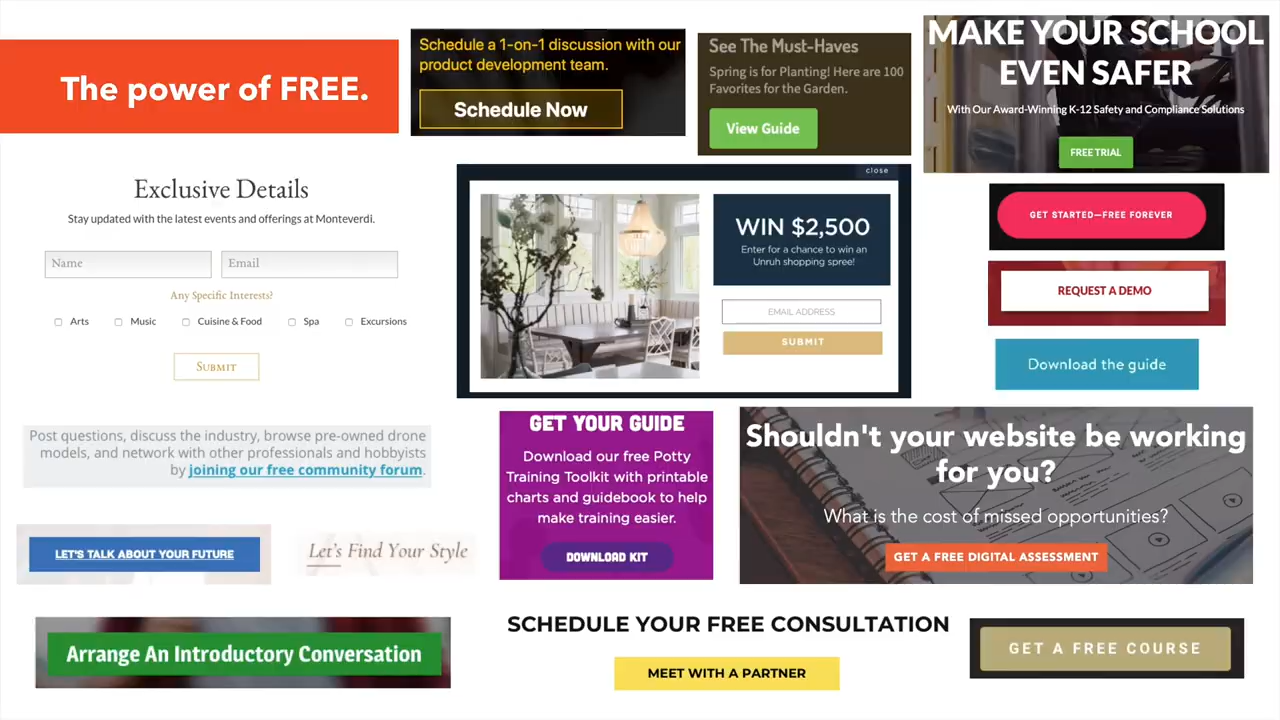 The power of FREE.
Schedule a 1-on-1 discussion with our
product development team.
Schedule Now
See The Must-Haves
Spring is for Planting! Here are 100
Favorites for the Garden.
View Guide
MAKE YOUR SCHOOL
EVEN SAFER
With Our Award-Winning K-12 Safety and Compliance Solutions
FREE TRIAL
Exclusive Details
Stay updated with the latest events and offerings at Monteverdi.
Name
Email
Any Specific Interests?
Arts
Music
Cuisine & Food
Spa
Excursions
SUBMIT
close
WIN $2,500
Enter for a chance to win an
Unruh shopping spree!
EMAIL ADDRESS
SUBMIT
GET STARTED—FREE FOREVER
REQUEST A DEMO
Download the guide
Post questions, discuss the industry, browse pre-owned drone
models, and network with other professionals and hobbyists
by joining our free community forum.
GET YOUR GUIDE
Download our free Potty
Training Toolkit with printable
charts and guidebook to help
make training easier.
DOWNLOAD KIT
Shouldn't your website be working
for you?
What is the cost of missed opportunities?
GET A FREE DIGITAL ASSESSMENT
LET'S TALK ABOUT YOUR FUTURE
Let's Find Your Style
Arrange An Introductory Conversation
SCHEDULE YOUR FREE CONSULTATION
MEET WITH A PARTNER
GET A FREE COURSE